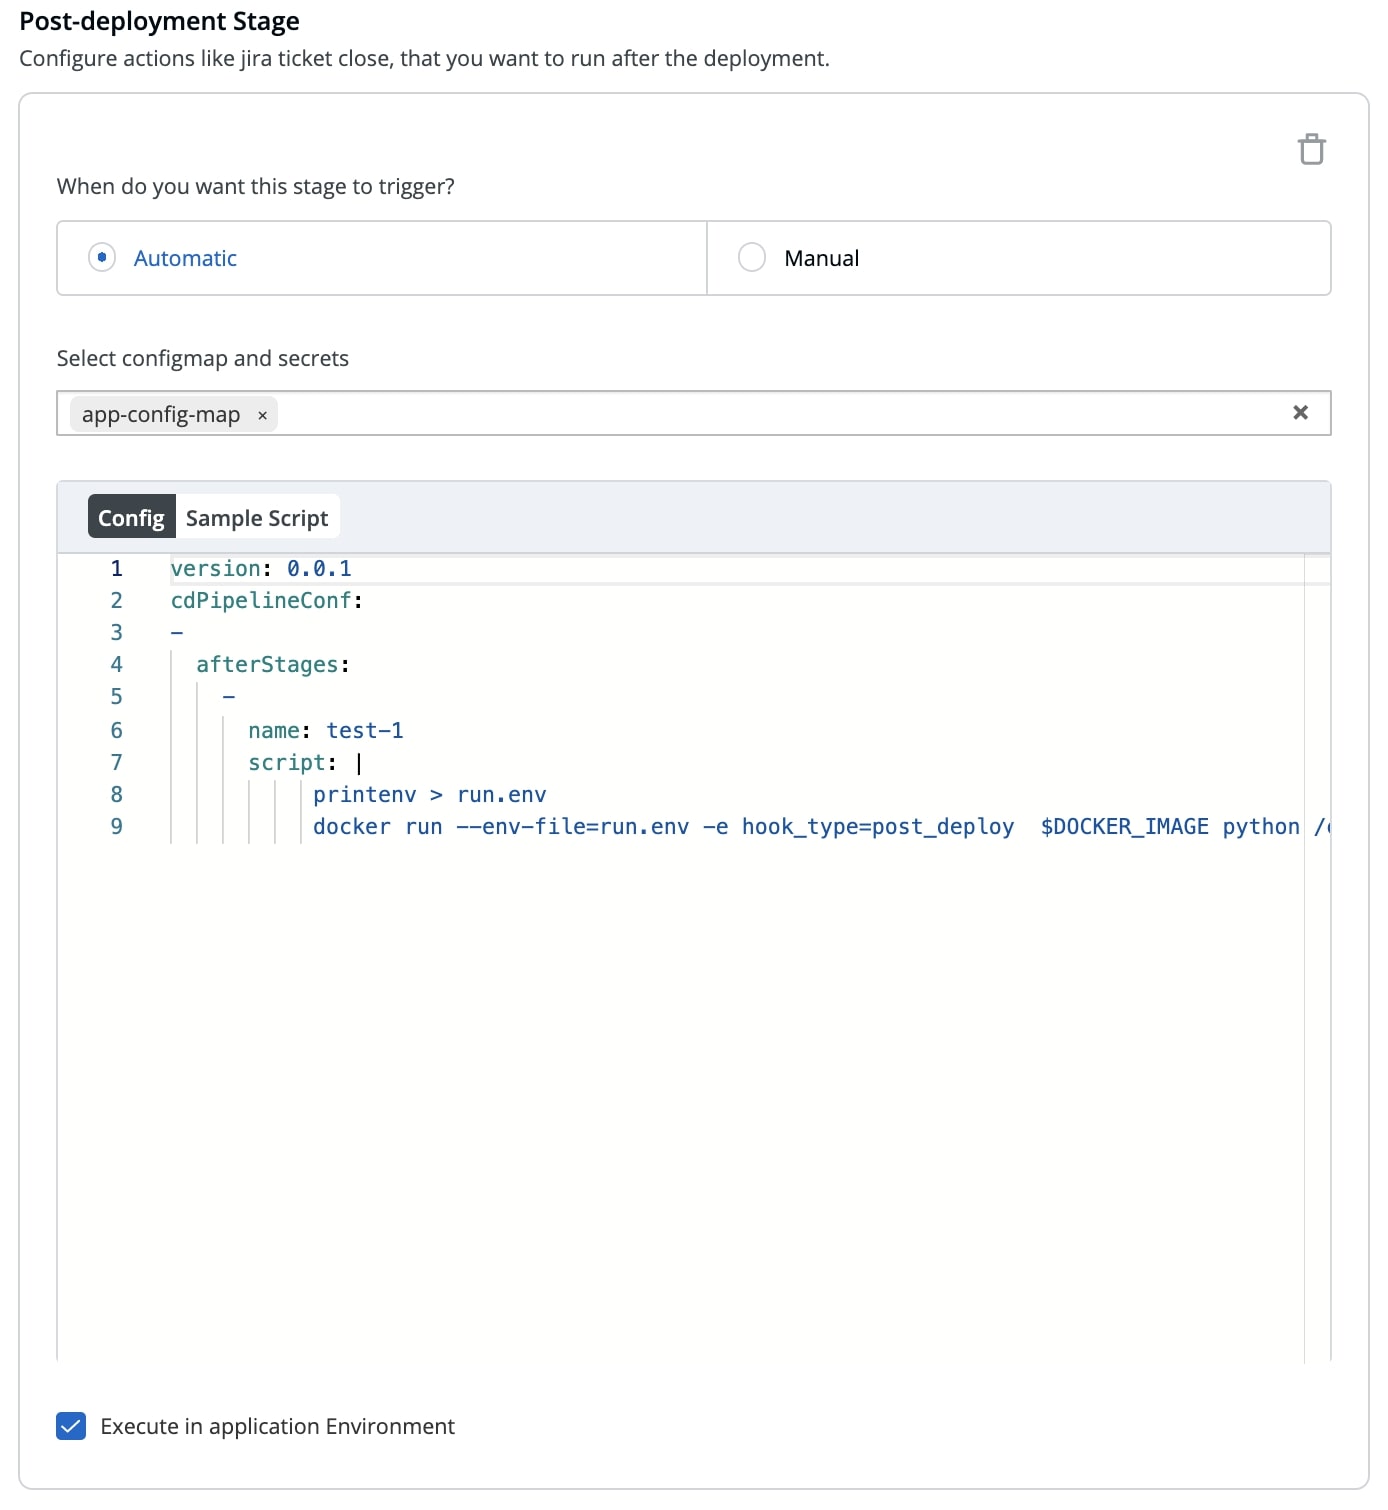 Post-deployment Stage
Configure actions like jira ticket close, that you want to run after the deployment.
When do you want this stage to trigger?
Automatic
Manual
Select configmap and secrets
app-config-map ×
Config Sample Script
1 version: 0.0.1
2 cdPipelineConf:
3 -
4 afterStages:
5 -
6 name: test-1
7 script: |
8 printenv > run.env
9 docker run --env-file=run.env -e hook_type=post_deploy  $DOCKER_IMAGE python /
Execute in application Environment